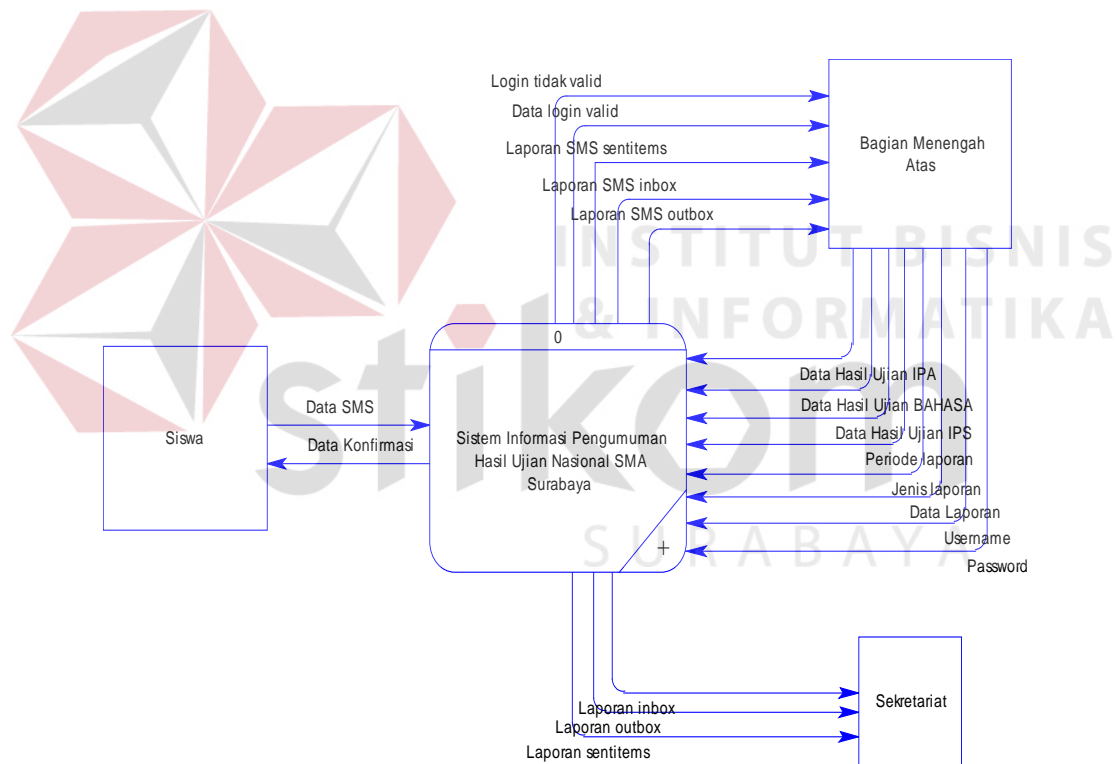 Login tidak valid
Data login valid
Laporan SMS sentitems
Laporan SMS inbox
Laporan SMS outbox
Bagian Menengah
Atas
INSTITUT BISNIS
& INFORMATIKA
stikom
SURABAYA
0
Sistem Informasi Pengumuman
Hasil Ujian Nasional SMA
Surabaya
+
Siswa
Data SMS
Data Konfirmasi
Data Hasil Ujian IPA
Data Hasil Ujian BAHASA
Data Hasil Ujian IPS
Periode laporan
Jenis laporan
Data Laporan
Username
Password
Sekretariat
Laporan inbox
Laporan outbox
Laporan sentitems